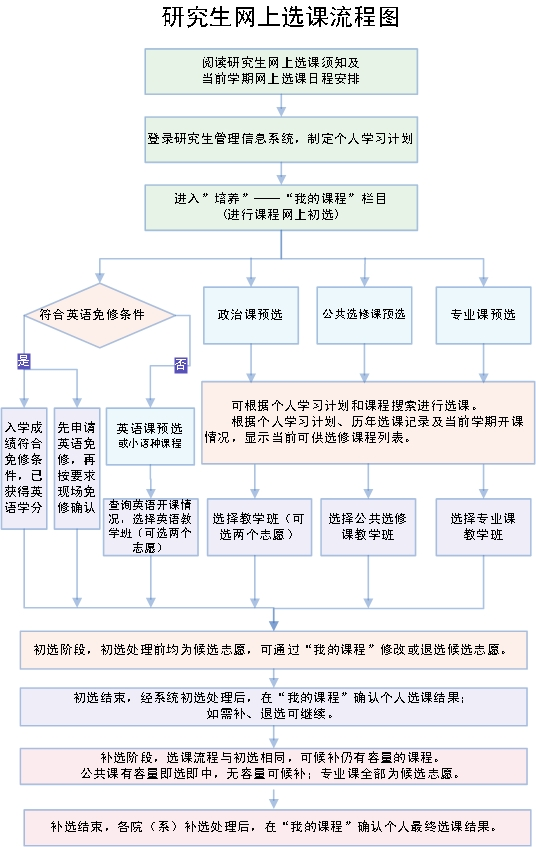 研究生网上选课流程图
阅读研究生网上选课须知及
当前学期网上选课日程安排
登录研究生管理信息系统，制定个人学习计划
进入”培养”——“我的课程”栏目
(进行课程网上初选)
符合英语免修条件
政治课预选
公共选修课预选
专业课预选
是
否
入学成
绩符合
免修条
件，已
获得英
语学分
先申请
英语免
修，再
按要求
现场免
修确认
英语课预选
或小语种课程
可根据个人学习计划和课程搜索进行选课。
根据个人学习计划、历年选课记录及当前学期开课
情况，显示当前可供选修课程列表。
查询英语开课情
况，选择英语教
学班（可选两个
志愿）
选择教学班（可
选两个志愿）
选择公共选修
课教学班
选择专业课
教学班
初选阶段，初选处理前均为候选志愿，可通过“我的课程”修改或退选候选志愿。
初选结束，经系统初选处理后，在“我的课程”确认个人选课结果；
如需补、退选可继续。
补选阶段，选课流程与初选相同，可候补仍有容量的课程。
公共课有容量即选即中，无容量可候补；专业课全部为候选志愿。
补选结束，各院（系）补选处理后，在“我的课程”确认个人最终选课结果。